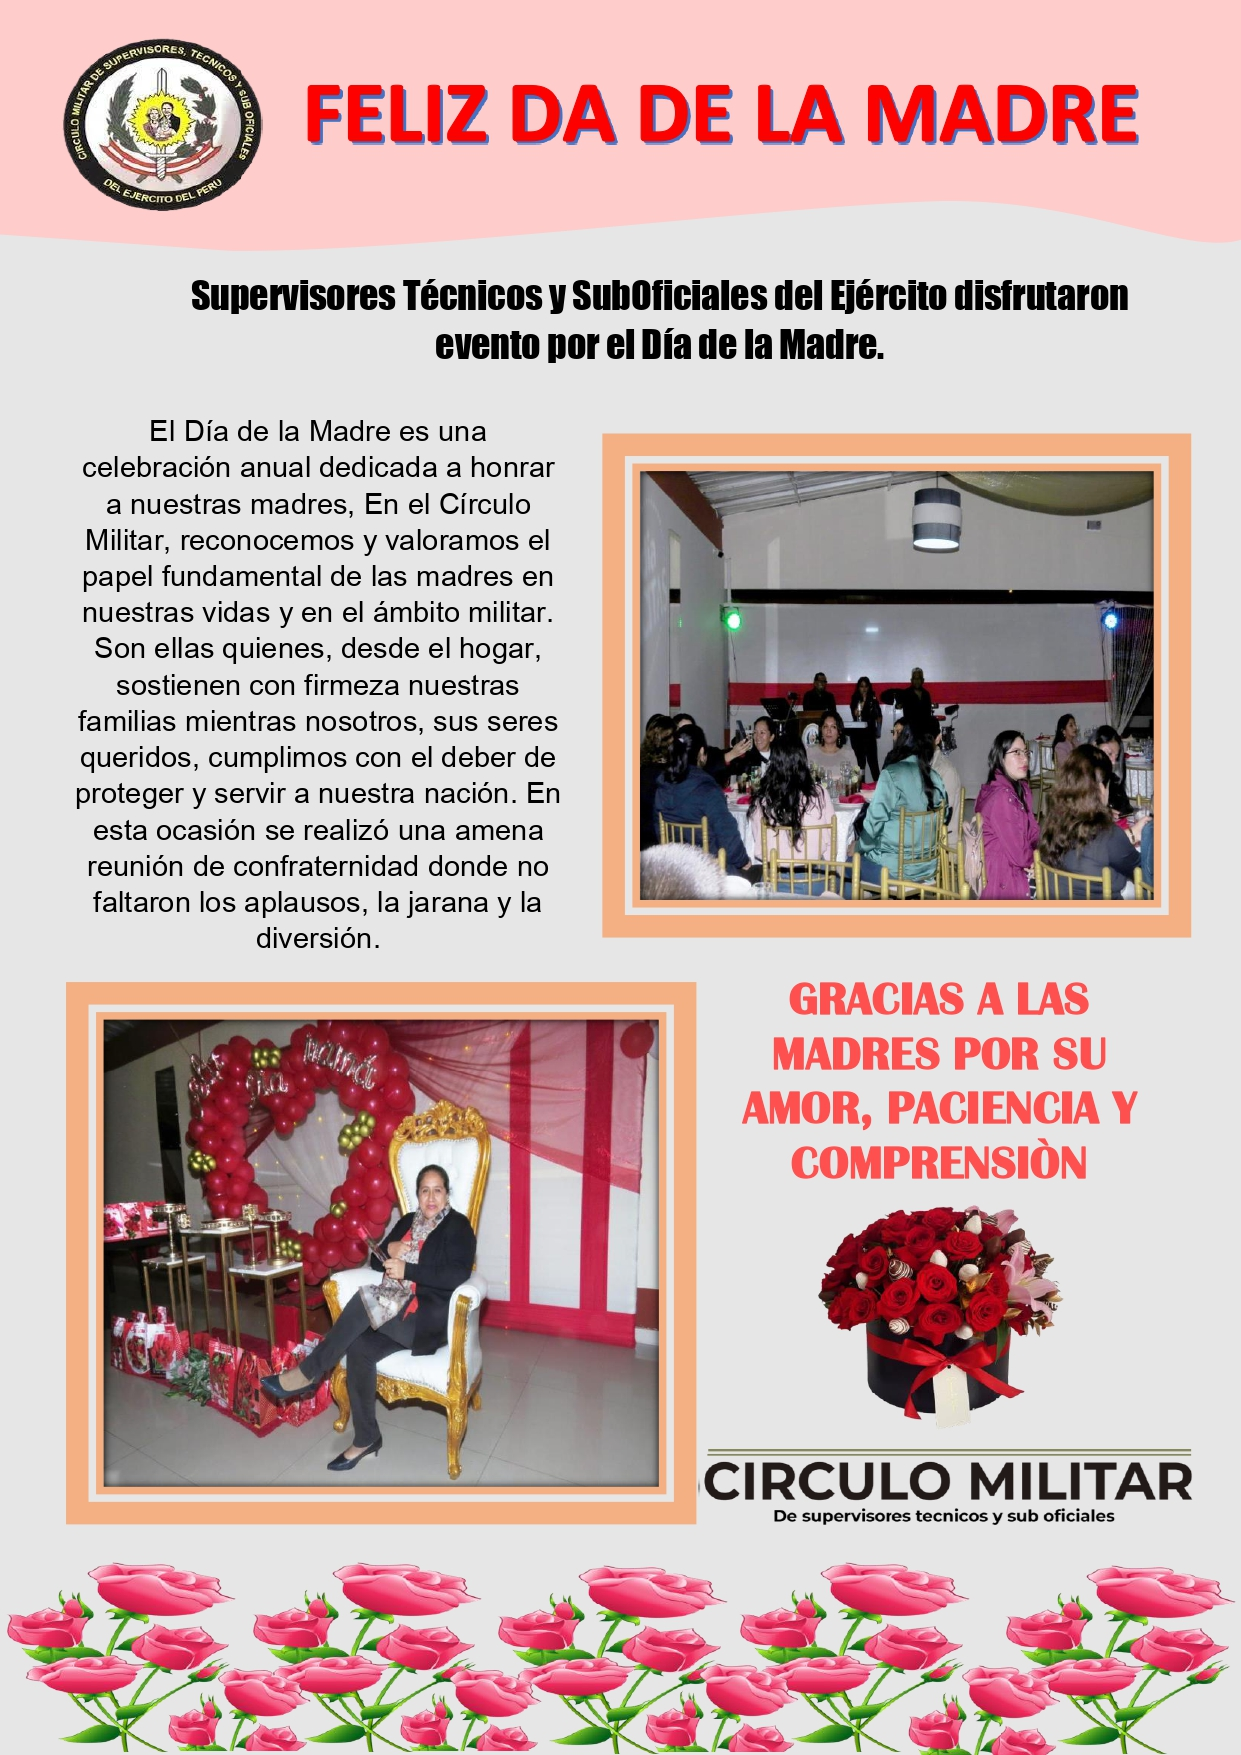 CIRCULO MILITAR DE SUPERVISORES, TECNICOS Y SUB OFICIALES
DEL EJERCITO DEL PERU
FELIZ DA DE LA MADRE
Supervisores Técnicos y SubOficiales del Ejército disfrutaron
evento por el Día de la Madre.
El Día de la Madre es una
celebración anual dedicada a honrar
a nuestras madres, En el Círculo
Militar, reconocemos y valoramos el
papel fundamental de las madres en
nuestras vidas y en el ámbito militar.
Son ellas quienes, desde el hogar,
sostienen con firmeza nuestras
familias mientras nosotros, sus seres
queridos, cumplimos con el deber de
proteger y servir a nuestra nación. En
esta ocasión se realizó una amena
reunión de confraternidad donde no
faltaron los aplausos, la jarana y la
diversión.
GRACIAS A LAS
MADRES POR SU
AMOR, PACIENCIA Y
COMPRENSIÒN
mamá
CIRCULO MILITAR
De supervisores tecnicos y sub oficiales